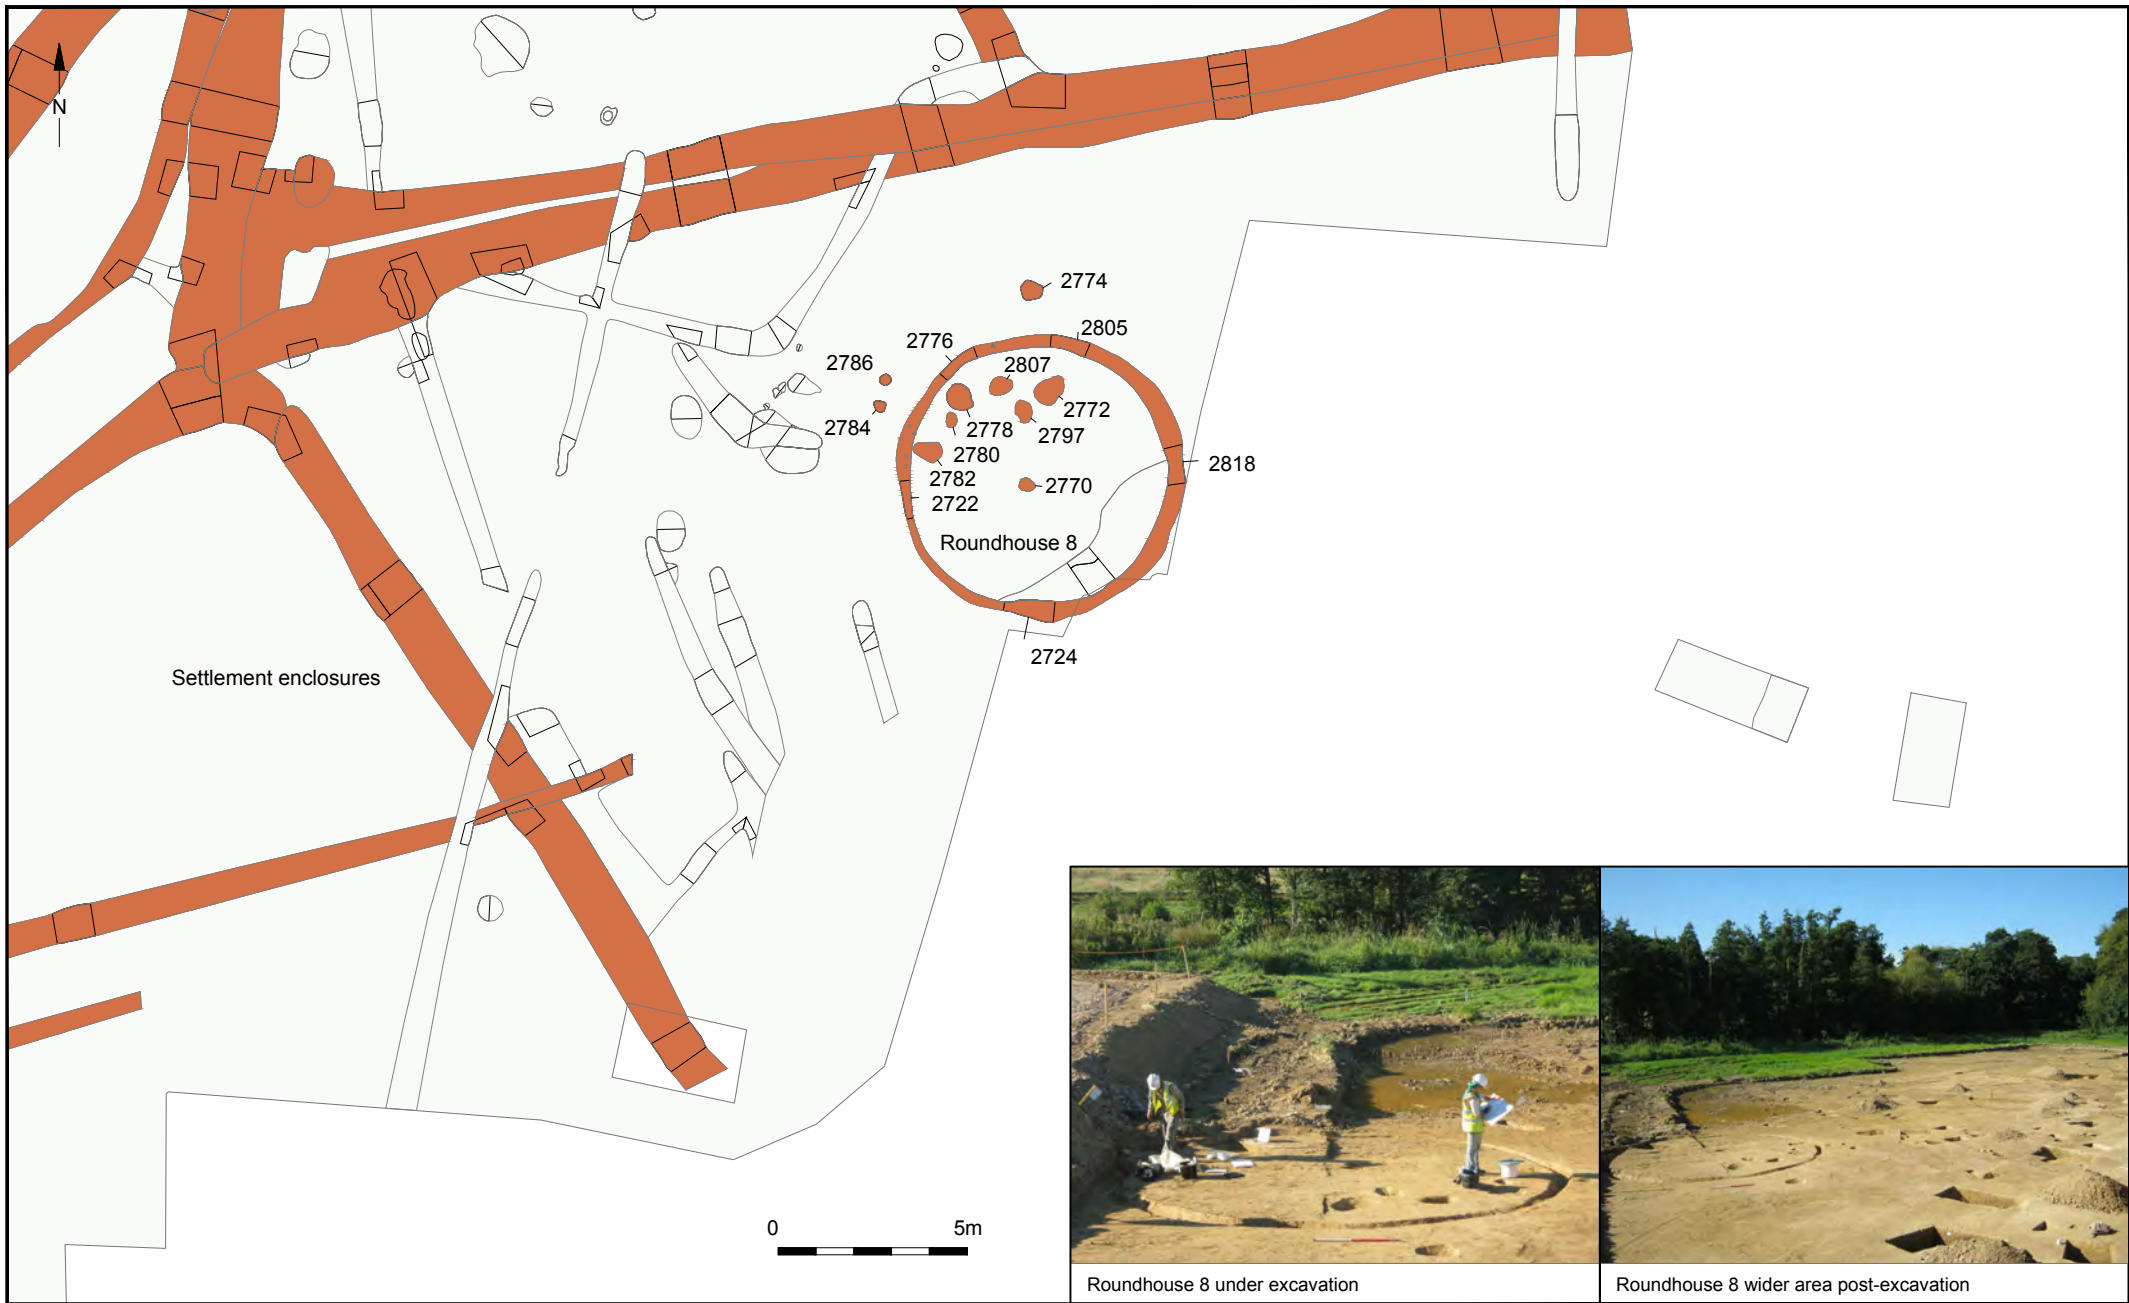 N
2774
2805
2776
2786
2807
2784
2772
2778
2797
2780
2782
2722
2770
2818
Roundhouse 8
2724
Settlement enclosures
0 5m
Roundhouse 8 under excavation
Roundhouse 8 wider area post-excavation